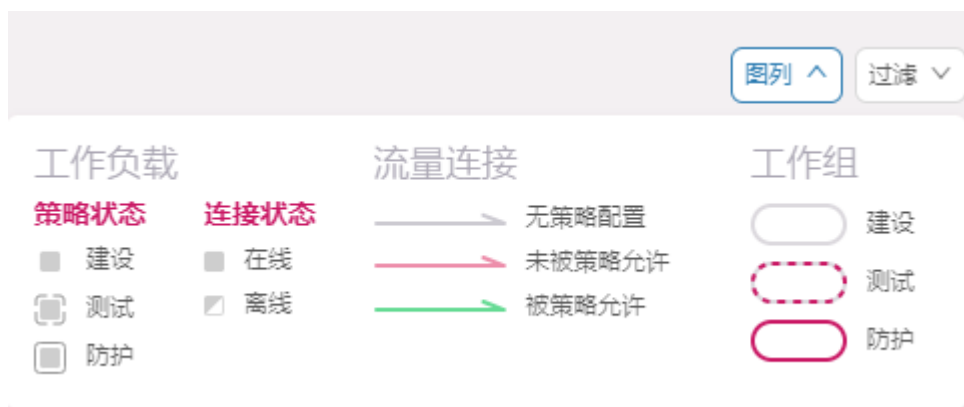 图列 过滤
工作负载 流量连接 工作组
策略状态 连接状态 无策略配置 建设
建设 在线 未被策略允许 测试
测试 离线 被策略允许 防护
防护